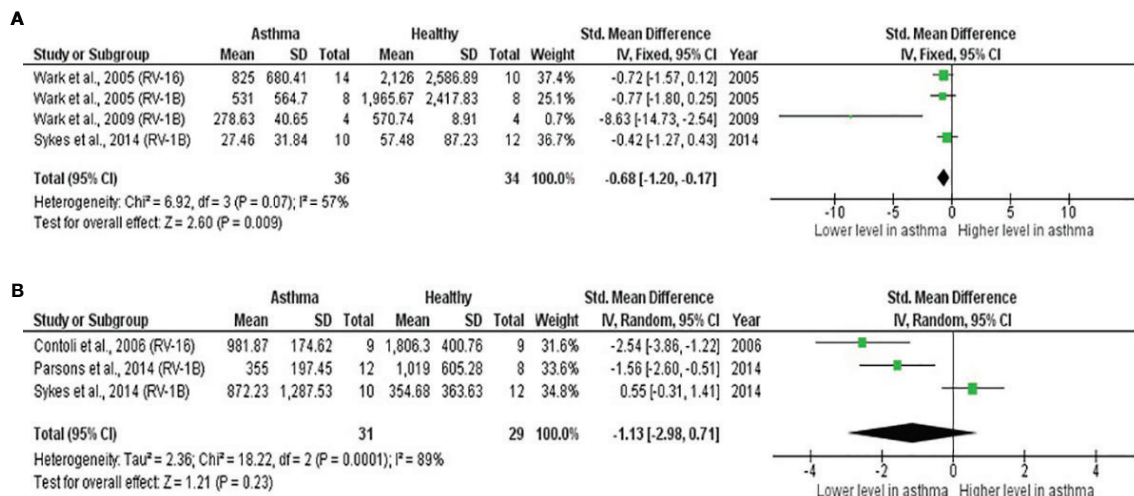 A
Asthma Healthy Std. Mean Difference Std. Mean Difference
Study or Subgroup Mean SD Total Mean SD Total Weight IV, Fixed, 95% CI Year IV, Fixed, 95% CI
Wark et al., 2005 (RV-16) 825 680.41 14 2,126 2,586.89 10 37.4% -0.72 [-1.57, 0.12] 2005
Wark et al., 2005 (RV-1B) 531 564.7 8 1,965.67 2,417.83 8 25.1% -0.77 [-1.80, 0.25] 2005
Wark et al., 2009 (RV-1B) 278.63 40.65 4 570.74 8.91 4 0.7% -8.63 [-14.73, -2.54] 2009
Sykes et al., 2014 (RV-1B) 27.46 31.84 10 57.48 87.23 12 36.7% -0.42 [-1.27, 0.43] 2014
Total (95% CI) 36 34 100.0% -0.68 [-1.20, -0.17]
Heterogeneity: Chi² = 6.92, df = 3 (P = 0.07); I² = 57%
Test for overall effect: Z = 2.60 (P = 0.009)
-10 -5 0 5 10
Lower level in asthma Higher level in asthma
B
Asthma Healthy Std. Mean Difference Std. Mean Difference
Study or Subgroup Mean SD Total Mean SD Total Weight IV, Random, 95% CI Year IV, Random, 95% CI
Contoli et al., 2006 (RV-16) 981.87 174.62 9 1,806.3 400.76 9 31.6% -2.54 [-3.86, -1.22] 2006
Parsons et al., 2014 (RV-1B) 355 197.45 12 1,019 605.28 8 33.6% -1.56 [-2.60, -0.51] 2014
Sykes et al., 2014 (RV-1B) 872.23 1,287.53 10 354.68 363.63 12 34.8% 0.55 [-0.31, 1.41] 2014
Total (95% CI) 31 29 100.0% -1.13 [-2.98, 0.71]
Heterogeneity: Tau² = 2.36; Chi² = 18.22, df = 2 (P = 0.0001); I² = 89%
Test for overall effect: Z = 1.21 (P = 0.23)
-4 -2 0 2 4
Lower level in asthma Higher level in asthma